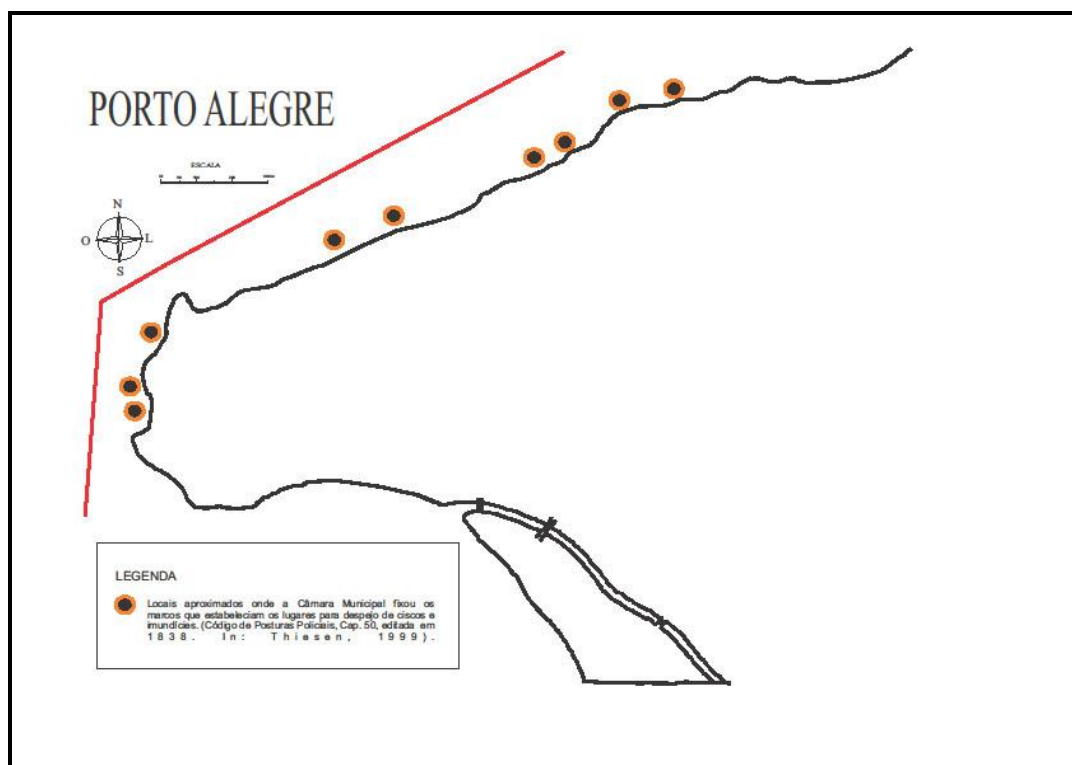 PORTO ALEGRE
ESCALA
N
O L
S
LEGENDA
Locais aproximados onde a Câmara Municipal fixou os
marcos que estabeleciam os lugares para despejo de ciscos e
imundícies. (Código de Posturas Policiais, Cap. 50, editada em
1838. In: Thiesen, 1999).